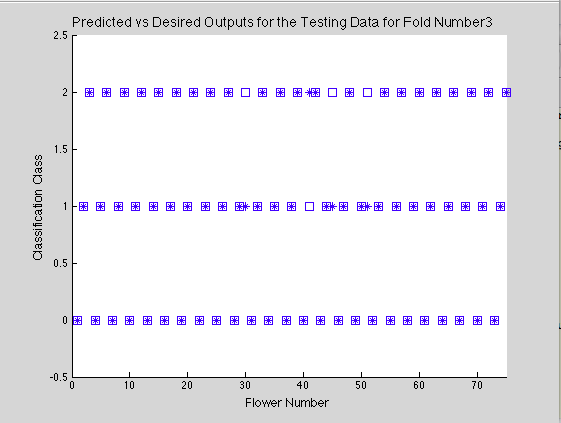 Predicted vs Desired Outputs for the Testing Data for Fold Number3
2.5
2
1.5
1
0.5
0
-0.5
Classification Class
0 10 20 30 40 50 60 70
Flower Number